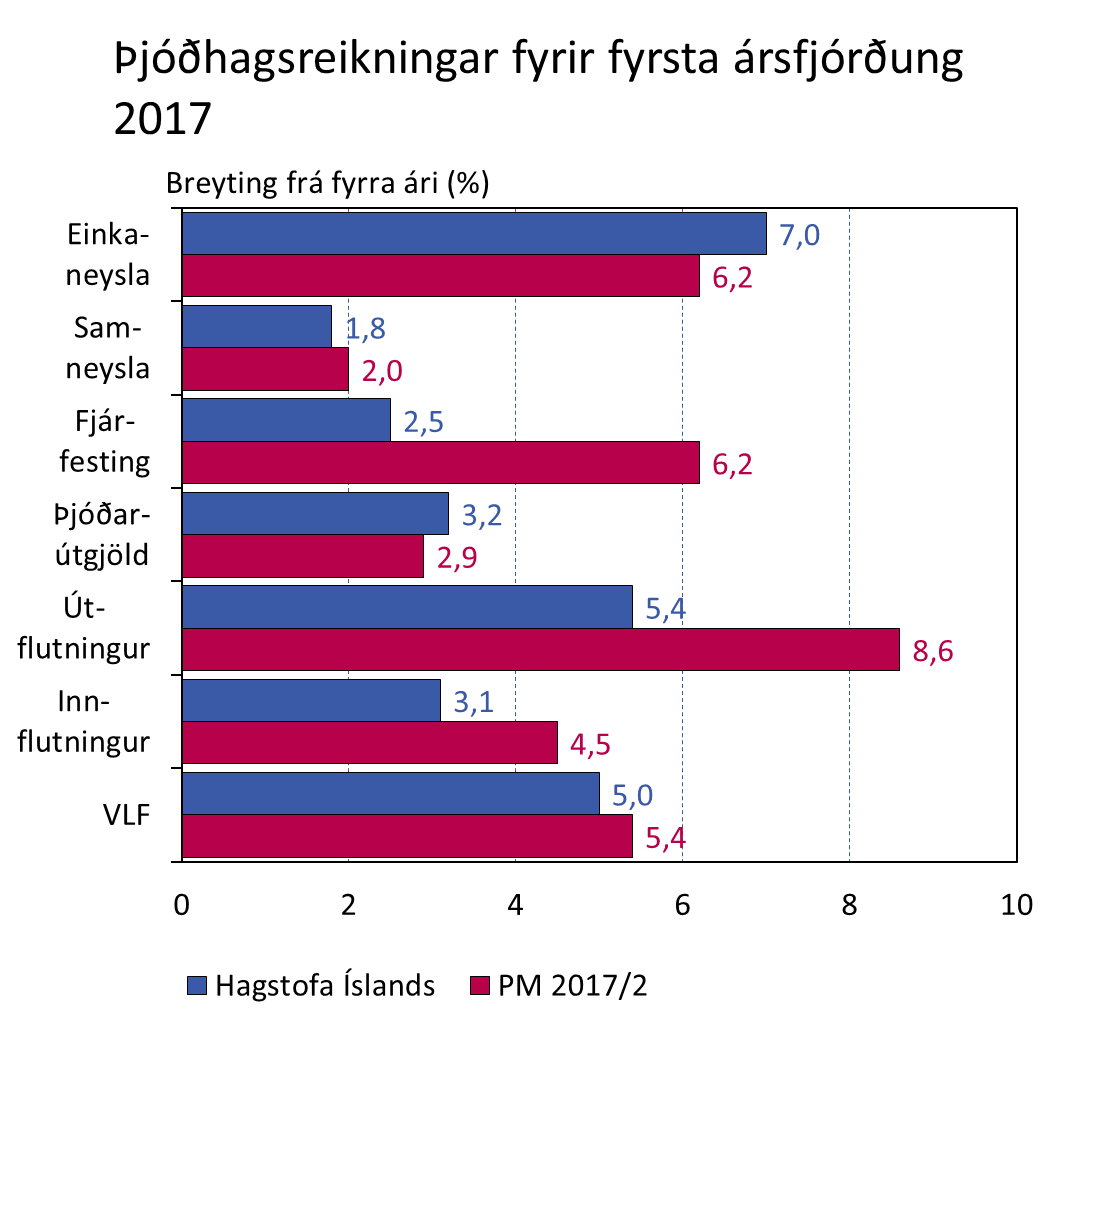 Þjóðhagsreikningar fyrir fyrsta ársfjórðung
2017
Breyting frá fyrra ári (%)
Einka-
neysla
7,0
6,2
Sam-
neysla
1,8
2,0
Fjár-
festing
2,5
6,2
Þjóðar-
útgjöld
3,2
2,9
Út-
flutningur
5,4
8,6
Inn-
flutningur
3,1
4,5
VLF
5,0
5,4
0 2 4 6 8 10
Hagstofa Íslands PM 2017/2